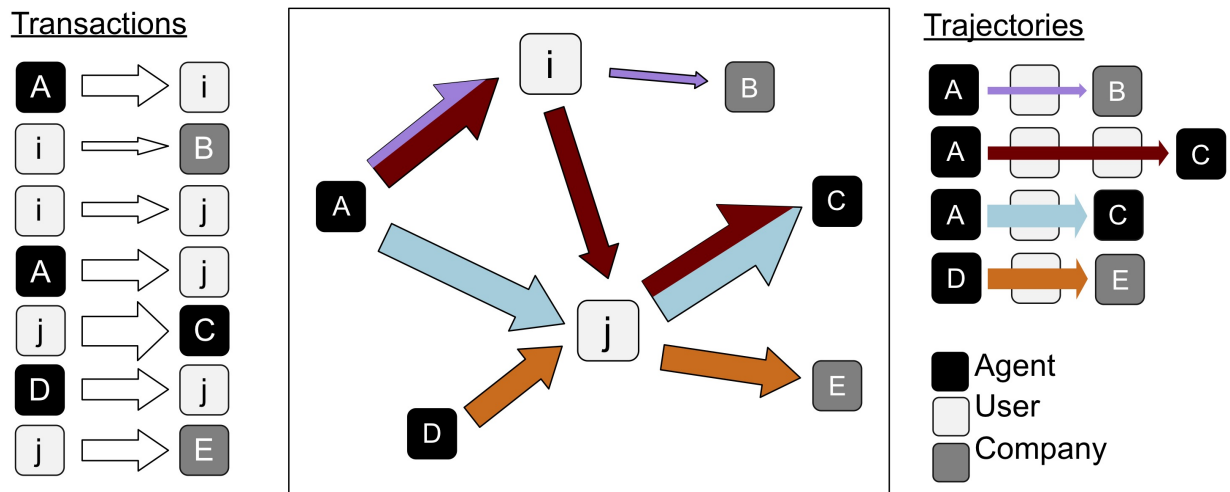 Transactions
A i
i B
i j
A j
j C
D j
j E
i
B
A
C
j
E
D
Trajectories
A B
A C
A C
D E
Agent
User
Company